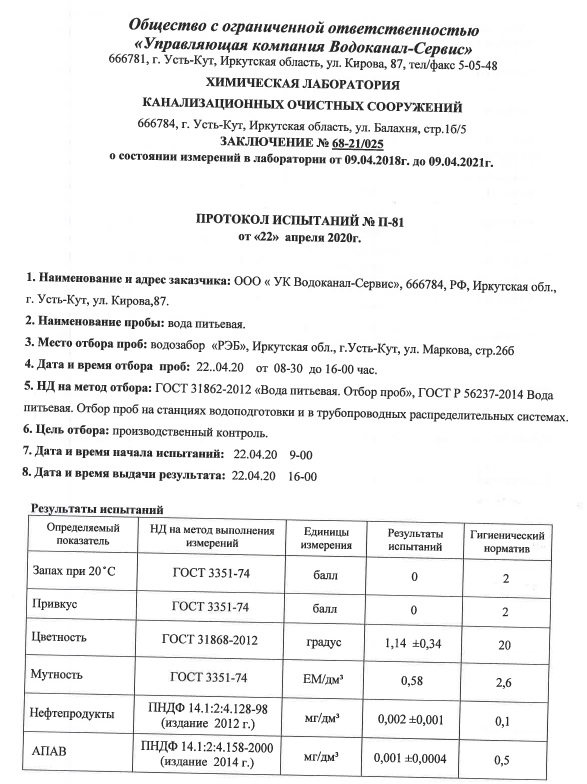 Общество с ограниченной ответственностью
«Управляющая компания Водоканал-Сервис»
666781, г. Усть-Кут, Иркутская область, ул. Кирова, 87, тел/факс 5-05-48
ХИМИЧЕСКАЯ ЛАБОРАТОРИЯ
КАНАЛИЗАЦИОННЫХ ОЧИСТНЫХ СООРУЖЕНИЙ
666784, г. Усть-Кут, Иркутская область, ул. Балахня, стр.1б/5
ЗАКЛЮЧЕНИЕ № 68-21/025
о состоянии измерений в лаборатории от 09.04.2018г. до 09.04.2021г.
ПРОТОКОЛ ИСПЫТАНИЙ № П-81
от «22» апреля 2020г.
1. Наименование и адрес заказчика: ООО « УК Водоканал-Сервис», 666784, РФ, Иркутская обл.,
г. Усть-Кут, ул. Кирова,87.
2. Наименование пробы: вода питьевая.
3. Место отбора проб: водозабор «РЭБ», Иркутская обл., г.Усть-Кут, ул. Маркова, стр.26б
4. Дата и время отбора проб: 22..04.20 от 08-30 до 16-00 час.
5. НД на метод отбора: ГОСТ 31862-2012 «Вода питьевая. Отбор проб», ГОСТ Р 56237-2014 Вода
питьевая. Отбор проб на станциях водоподготовки и в трубопроводных распределительных системах.
6. Цель отбора: производственный контроль.
7. Дата и время начала испытаний: 22.04.20 9-00
8. Дата и время выдачи результата: 22.04.20 16-00
Результаты испытаний
Определяемый показатель НД на метод выполнения измерений Единицы измерения Результаты испытаний Гигиенический норматив
Запах при 20˚С ГОСТ 3351-74 балл 0 2
Привкус ГОСТ 3351-74 балл 0 2
Цветность ГОСТ 31868-2012 градус 1,14 ±0,34 20
Мутность ГОСТ 3351-74 ЕМ/дм³ 0,58 2,6
Нефтепродукты ПНДФ 14.1:2:4.128-98 (издание 2012 г.) мг/дм³ 0,002 ±0,001 0,1
АПАВ ПНДФ 14.1:2:4.158-2000 (издание 2014 г.) мг/дм³ 0,001 ±0,0004 0,5